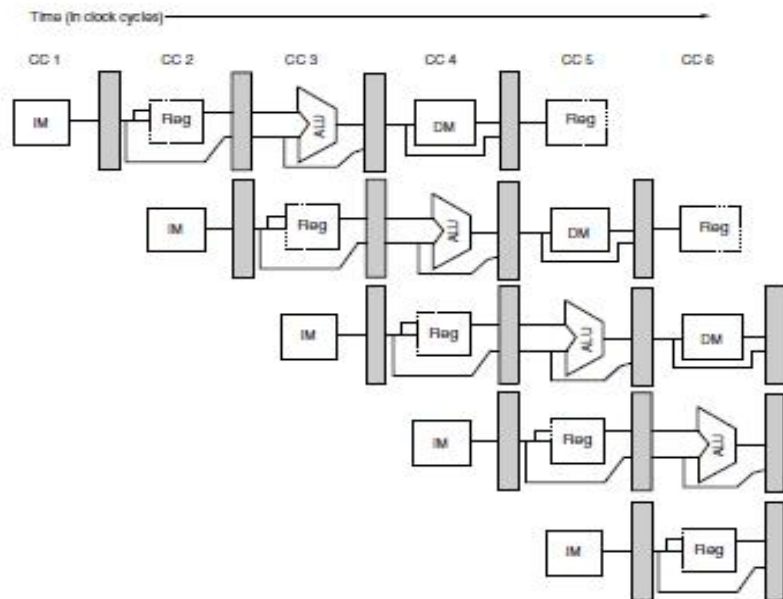 Time (in clock cycles)
CC 1 CC 2 CC 3 CC 4 CC 5 CC 6
IM Reg ALU DM Reg
IM Reg ALU DM Reg
IM Reg ALU DM
IM Reg ALU
IM Reg